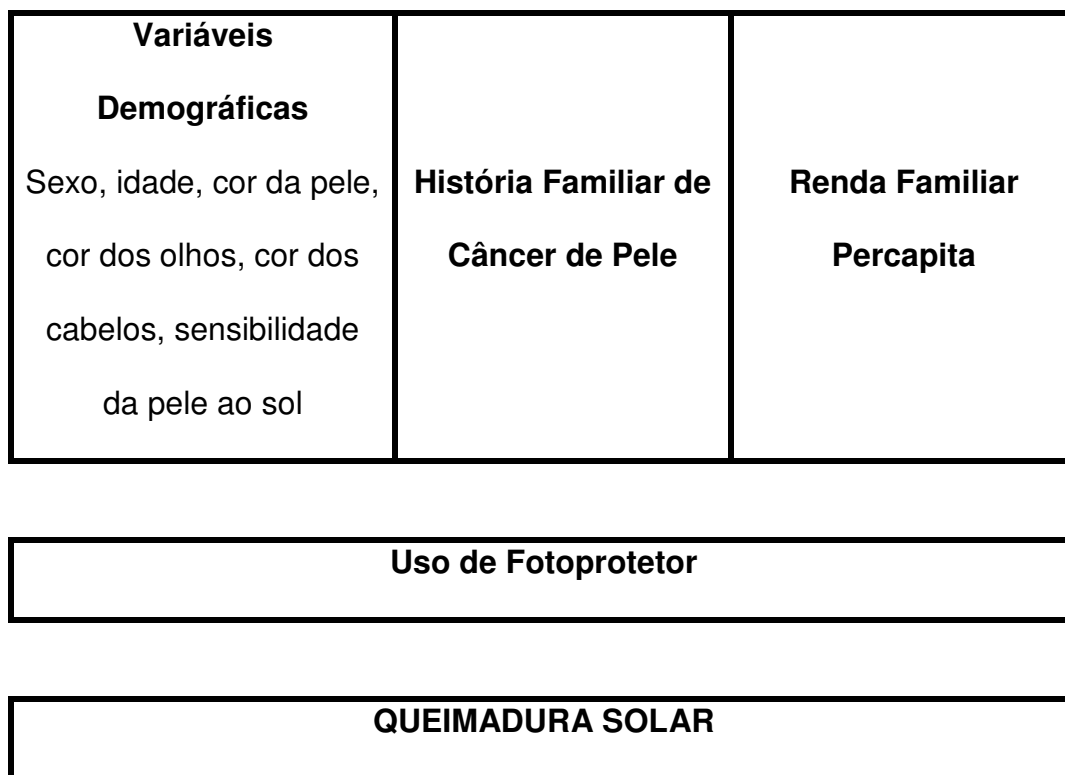 Variáveis
Demográficas
Sexo, idade, cor da pele,
cor dos olhos, cor dos
cabelos, sensibilidade
da pele ao sol
História Familiar de
Câncer de Pele
Renda Familiar
Percapita
Uso de Fotoprotetor
QUEIMADURA SOLAR